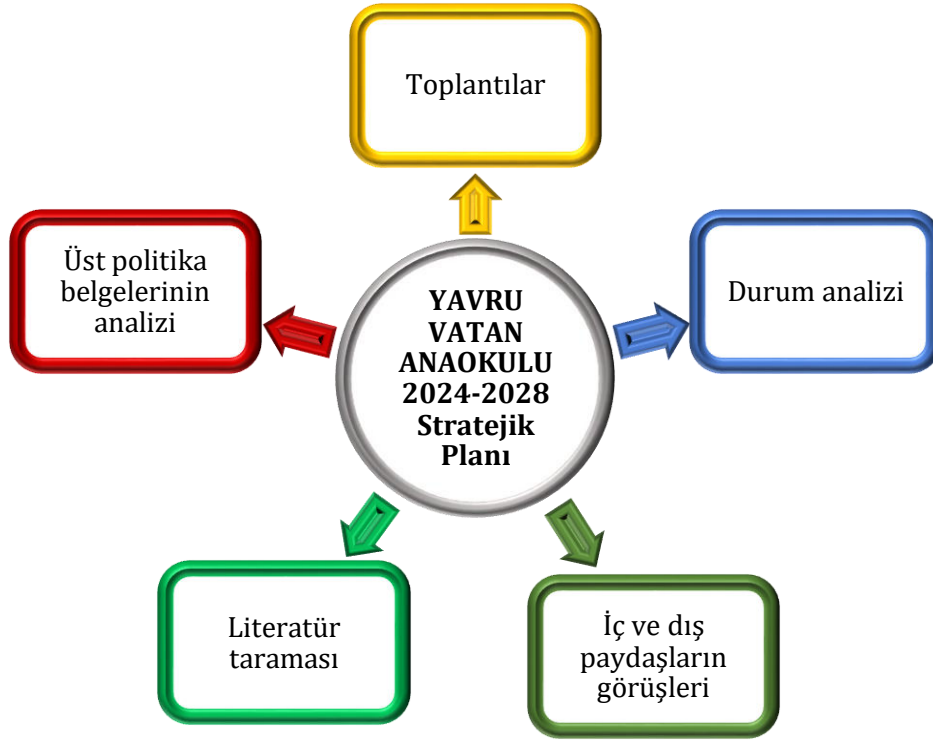 Toplantılar
Üst politika
belgelerinin
analizi
YAVRU
VATAN
ANAOKULU
2024-2028
Stratejik
Planı
Durum analizi
Literatür
taraması
İç ve dış
paydaşların
görüşleri